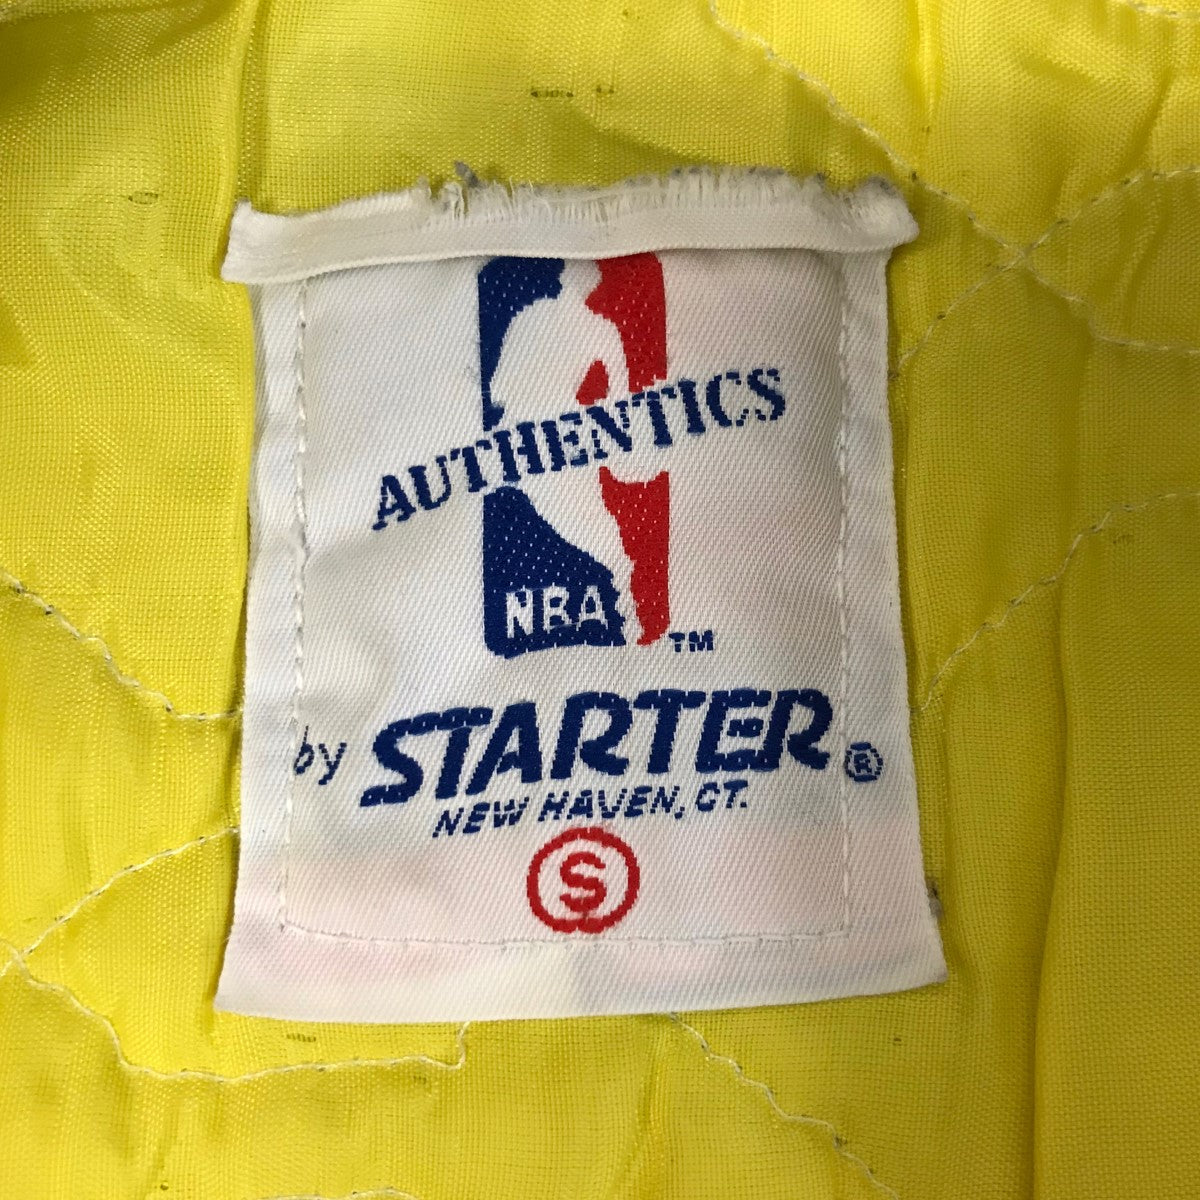 AUTHENTICS
NBA TM
by STARTER ®
NEW HAVEN, CT.
S